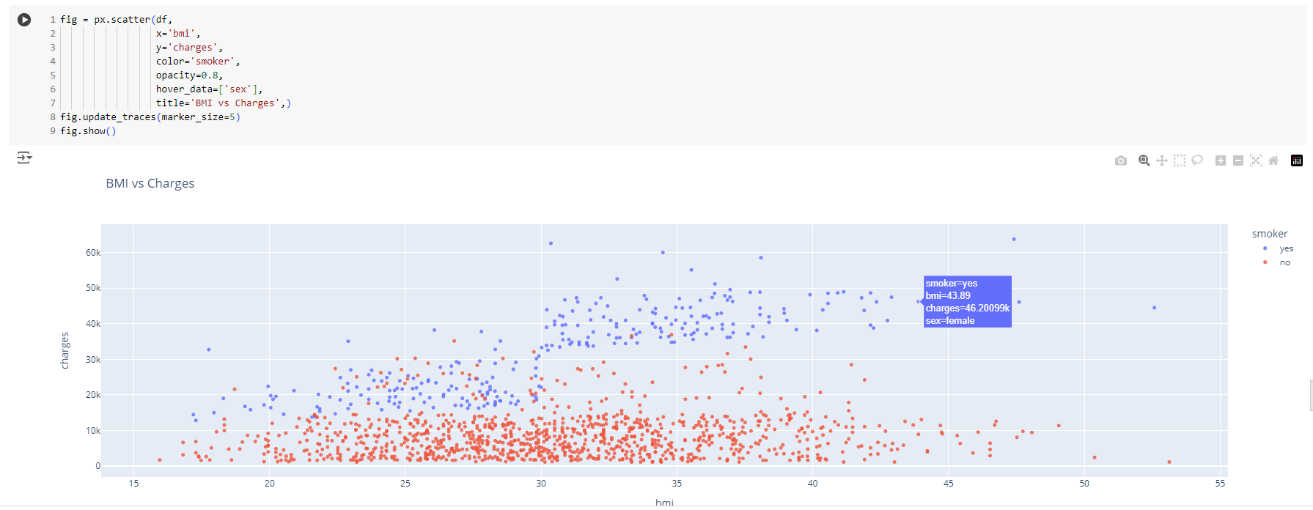 1 fig = px.scatter(df,
2 x='bmi',
3 y='charges',
4 color='smoker',
5 opacity=0.8,
6 hover_data=['sex'],
7 title='BMI vs Charges',)
8 fig.update_traces(marker_size=5)
9 fig.show()
BMI vs Charges
smoker
yes
no
60k
50k
40k
30k
20k
10k
0
charges
smoker=yes
bmi=43.89
charges=46.20099k
sex=female
15 20 25 30 35 40 45 50 55
bmi